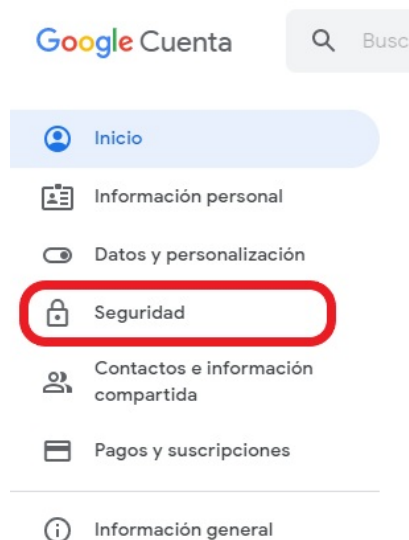 Google Cuenta
Busc
Inicio
Información personal
Datos y personalización
Seguridad
Contactos e información
compartida
Pagos y suscripciones
Información general